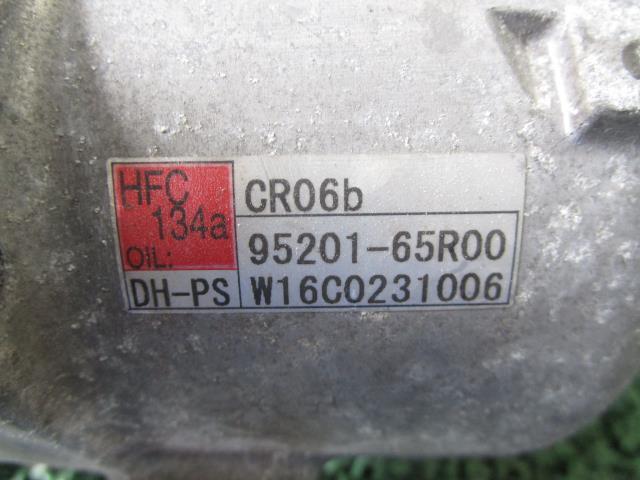 HFC
134a
OIL:
DH-PS
CR06b
95201-65R00
W16C0231006